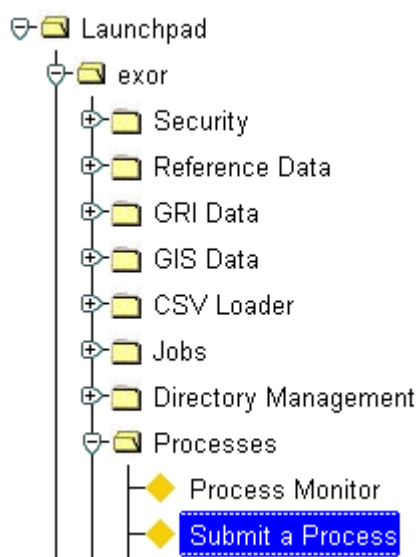 Launchpad
exor
Security
Reference Data
GRI Data
GIS Data
CSV Loader
Jobs
Directory Management
Processes
Process Monitor
Submit a Process